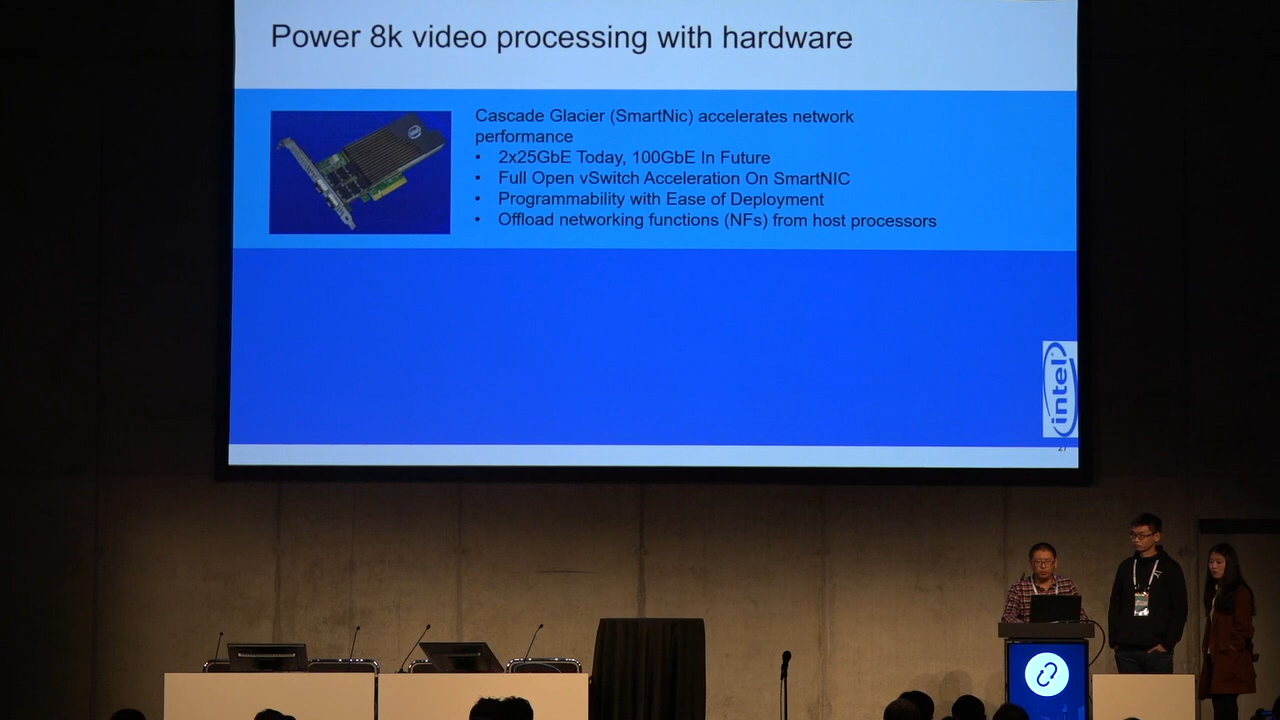 Power 8k video processing with hardware
Cascade Glacier (SmartNic) accelerates network
performance
• 2x25GbE Today, 100GbE In Future
• Full Open vSwitch Acceleration On SmartNIC
• Programmability with Ease of Deployment
• Offload networking functions (NFs) from host processors
intel
27